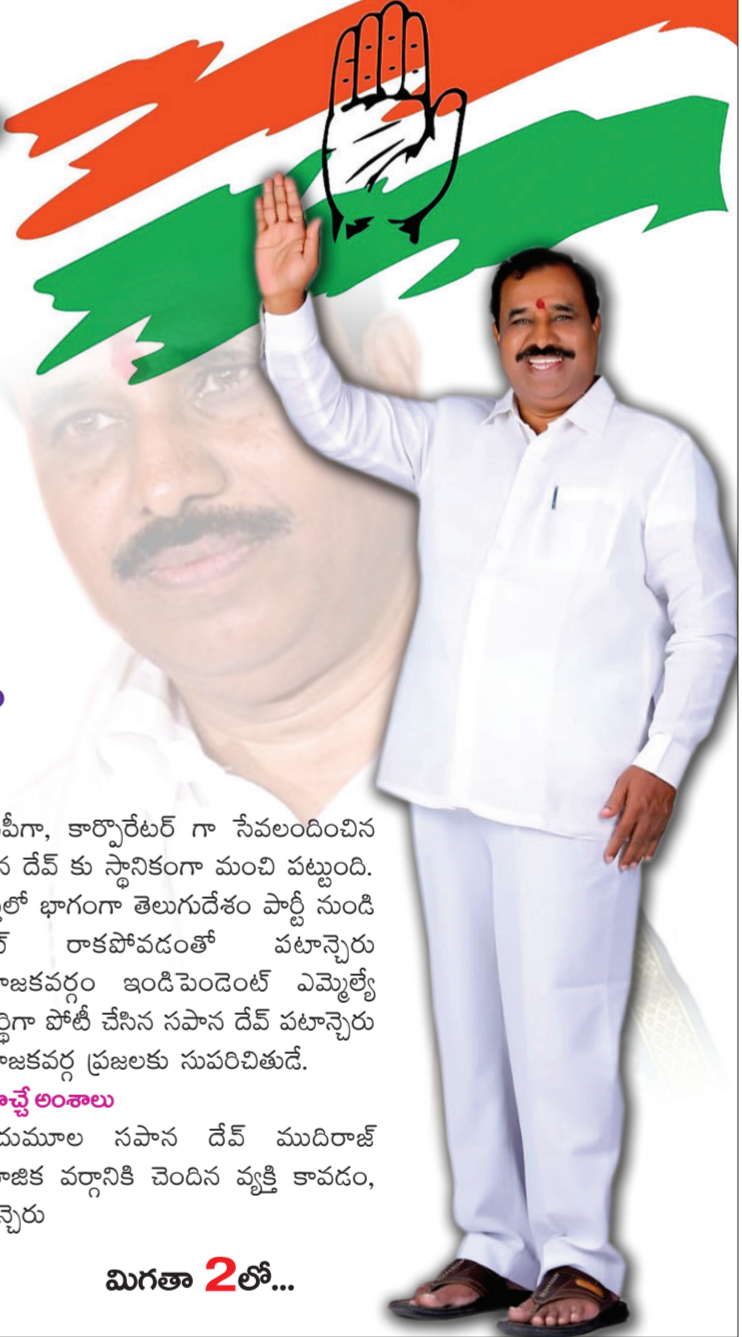 కార్పొరేటర్ గా సేవలందించిన
దేవ్ కు స్థానికంగా మంచి పట్టుంది.
భాగంగా తెలుగుదేశం పార్టీ నుండి
రాకపోవడంతో పటాన్చెరు
ఇండిపెండెంట్ ఎమ్మెల్యే
పోటీ చేసిన సపాన దేవ్ పటాన్చెరు
ప్రజలకు సుపరిచితుడే.
అంశాలు
సపాన దేవ్ ముదిరాజ్
వర్గానికి చెందిన వ్యక్తి కావడం,
మిగతా 2లో...